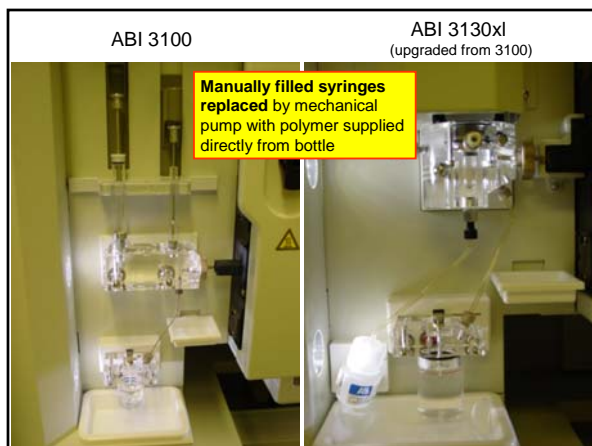 ABI 3100
ABI 3130xl
(upgraded from 3100)
Manually filled syringes
replaced by mechanical
pump with polymer supplied
directly from bottle